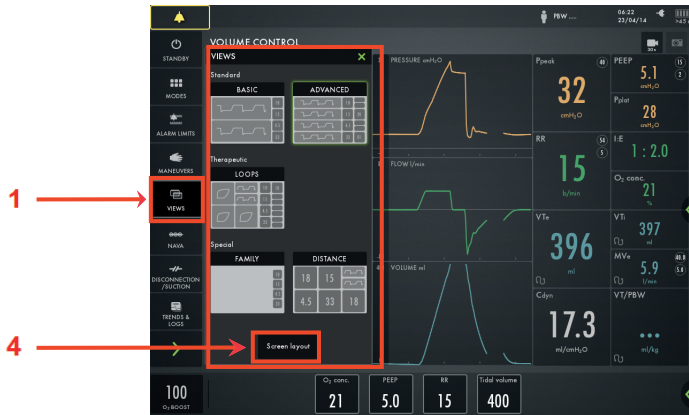 PBW ....
06:22
23/04/14
>45
STANDBY
MODES
ALARM LIMITS
MANEUVERS
1
VIEWS
NAVA
DISCONNECTION
/SUCTION
TRENDS &
LOGS
4
100
O₂ BOOST
VOLUME CONTROL
VIEWS
Standard
BASIC
ADVANCED
Therapeutic
LOOPS
Special
FAMILY
DISTANCE
18 15
4.5 33 18
Screen layout
PRESSURE cmH₂O
FLOW l/min
VOLUME ml
Ppeak 40
32
cmH₂O
PEEP 15
2
5.1
cmH₂O
Pplat
28
cmH₂O
RR 54
5
15
b/min
I:E
1 : 2.0
O₂ conc.
21
%
VTe
396
ml
VTi
397
ml
MVe 40.0
5.0
5.9
l/min
Cdyn
17.3
ml/cmH₂O
VT/PBW
...
ml/kg
O₂ conc.
21
PEEP
5.0
RR
15
Tidal volume
400